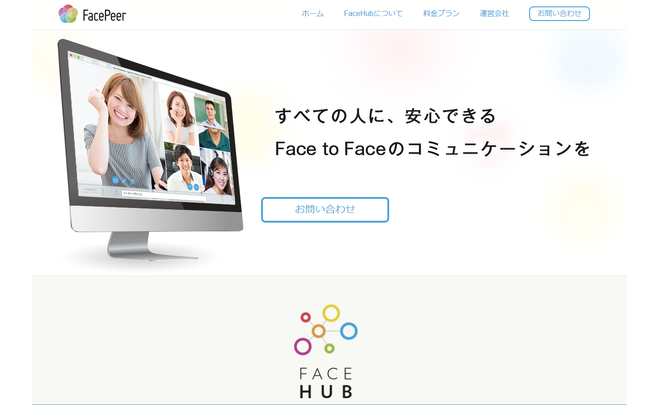 FacePeer
ホーム FaceHubについて 料金プラン 運営会社 お問い合わせ
すべての人に、安心できる
Face to Faceのコミュニケーションを
お問い合わせ
FACE
HUB